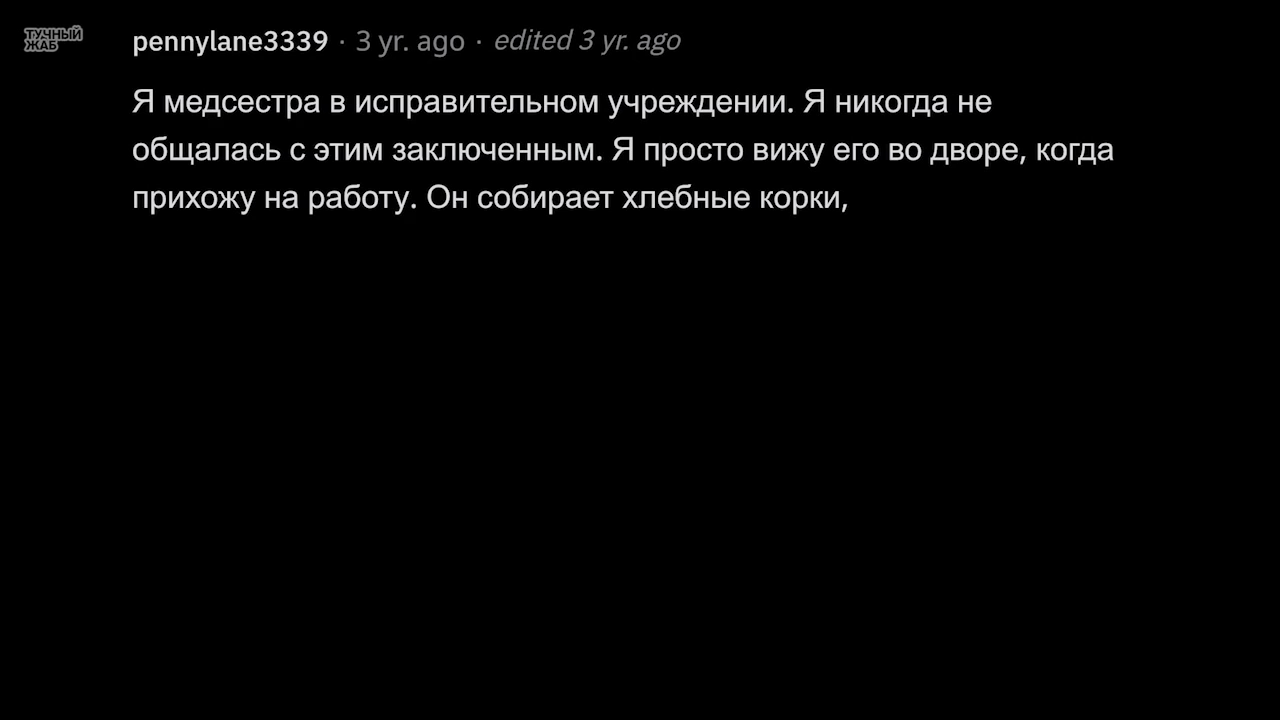 ТУЧНЫЙ
ЖАБ
pennylane3339 · 3 yr. ago · edited 3 yr. ago
Я медсестра в исправительном учреждении. Я никогда не
общалась с этим заключенным. Я просто вижу его во дворе, когда
прихожу на работу. Он собирает хлебные корки,